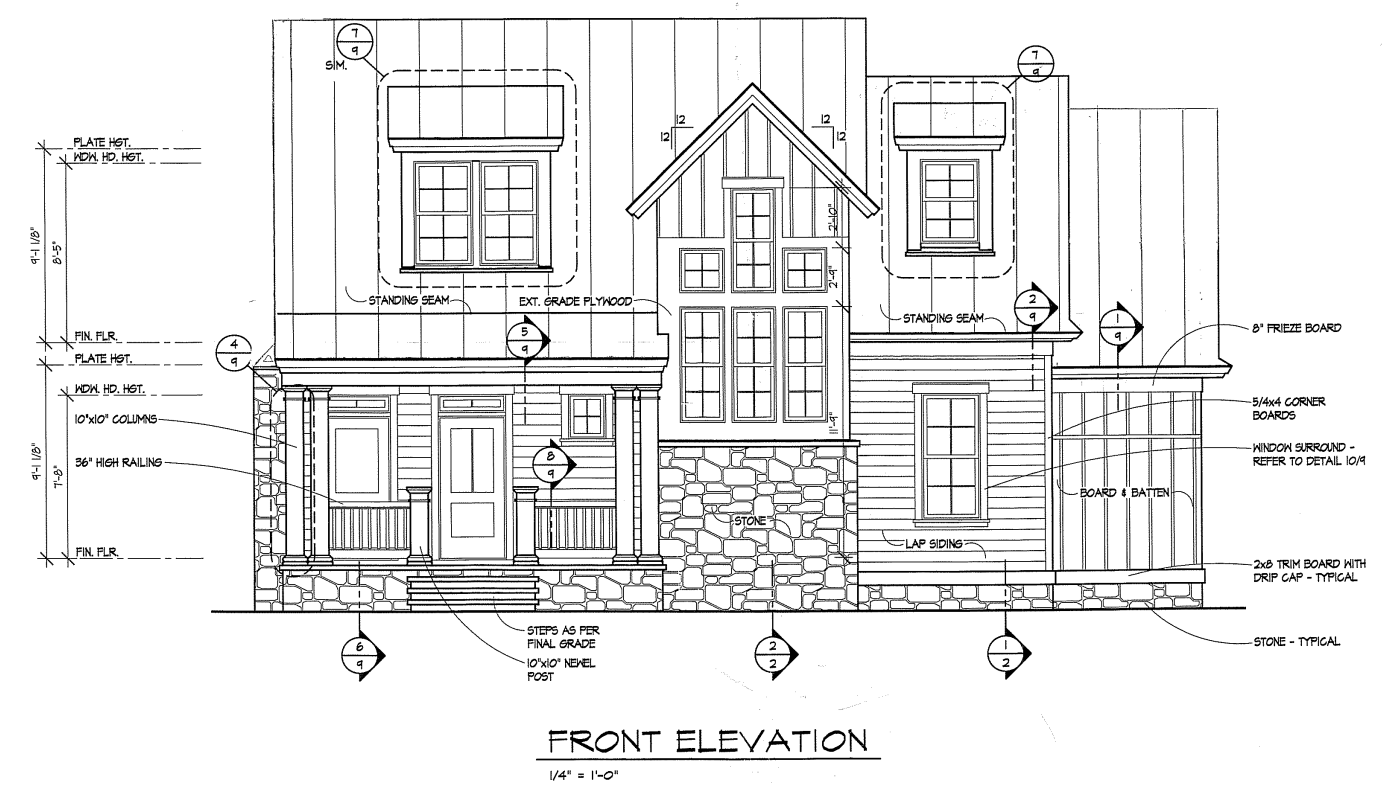 7
9
SIM.
7
9
12
12
12
12
PLATE HGT.
WDW. HD. HGT.
9'-1 1/8"
8'-5"
2'-10"
2'-9"
STANDING SEAM
EXT. GRADE PLYWOOD
STANDING SEAM
2
9
1
9
8" FRIEZE BOARD
FIN. FLR.
5
9
4
9
PLATE HGT.
WDW. HD. HGT.
10"x10" COLUMNS
5/4x4 CORNER
BOARDS
11'-9"
36" HIGH RAILING
8
9
WINDOW SURROUND -
REFER TO DETAIL 10/9
9'-1 1/8"
7'-8"
BOARD & BATTEN
STONE
LAP SIDING
FIN. FLR.
2x8 TRIM BOARD WITH
DRIP CAP - TYPICAL
STEPS AS PER
FINAL GRADE
10"x10" NEWEL
POST
STONE - TYPICAL
6
9
2
2
1
2
FRONT ELEVATION
1/4" = 1'-0"